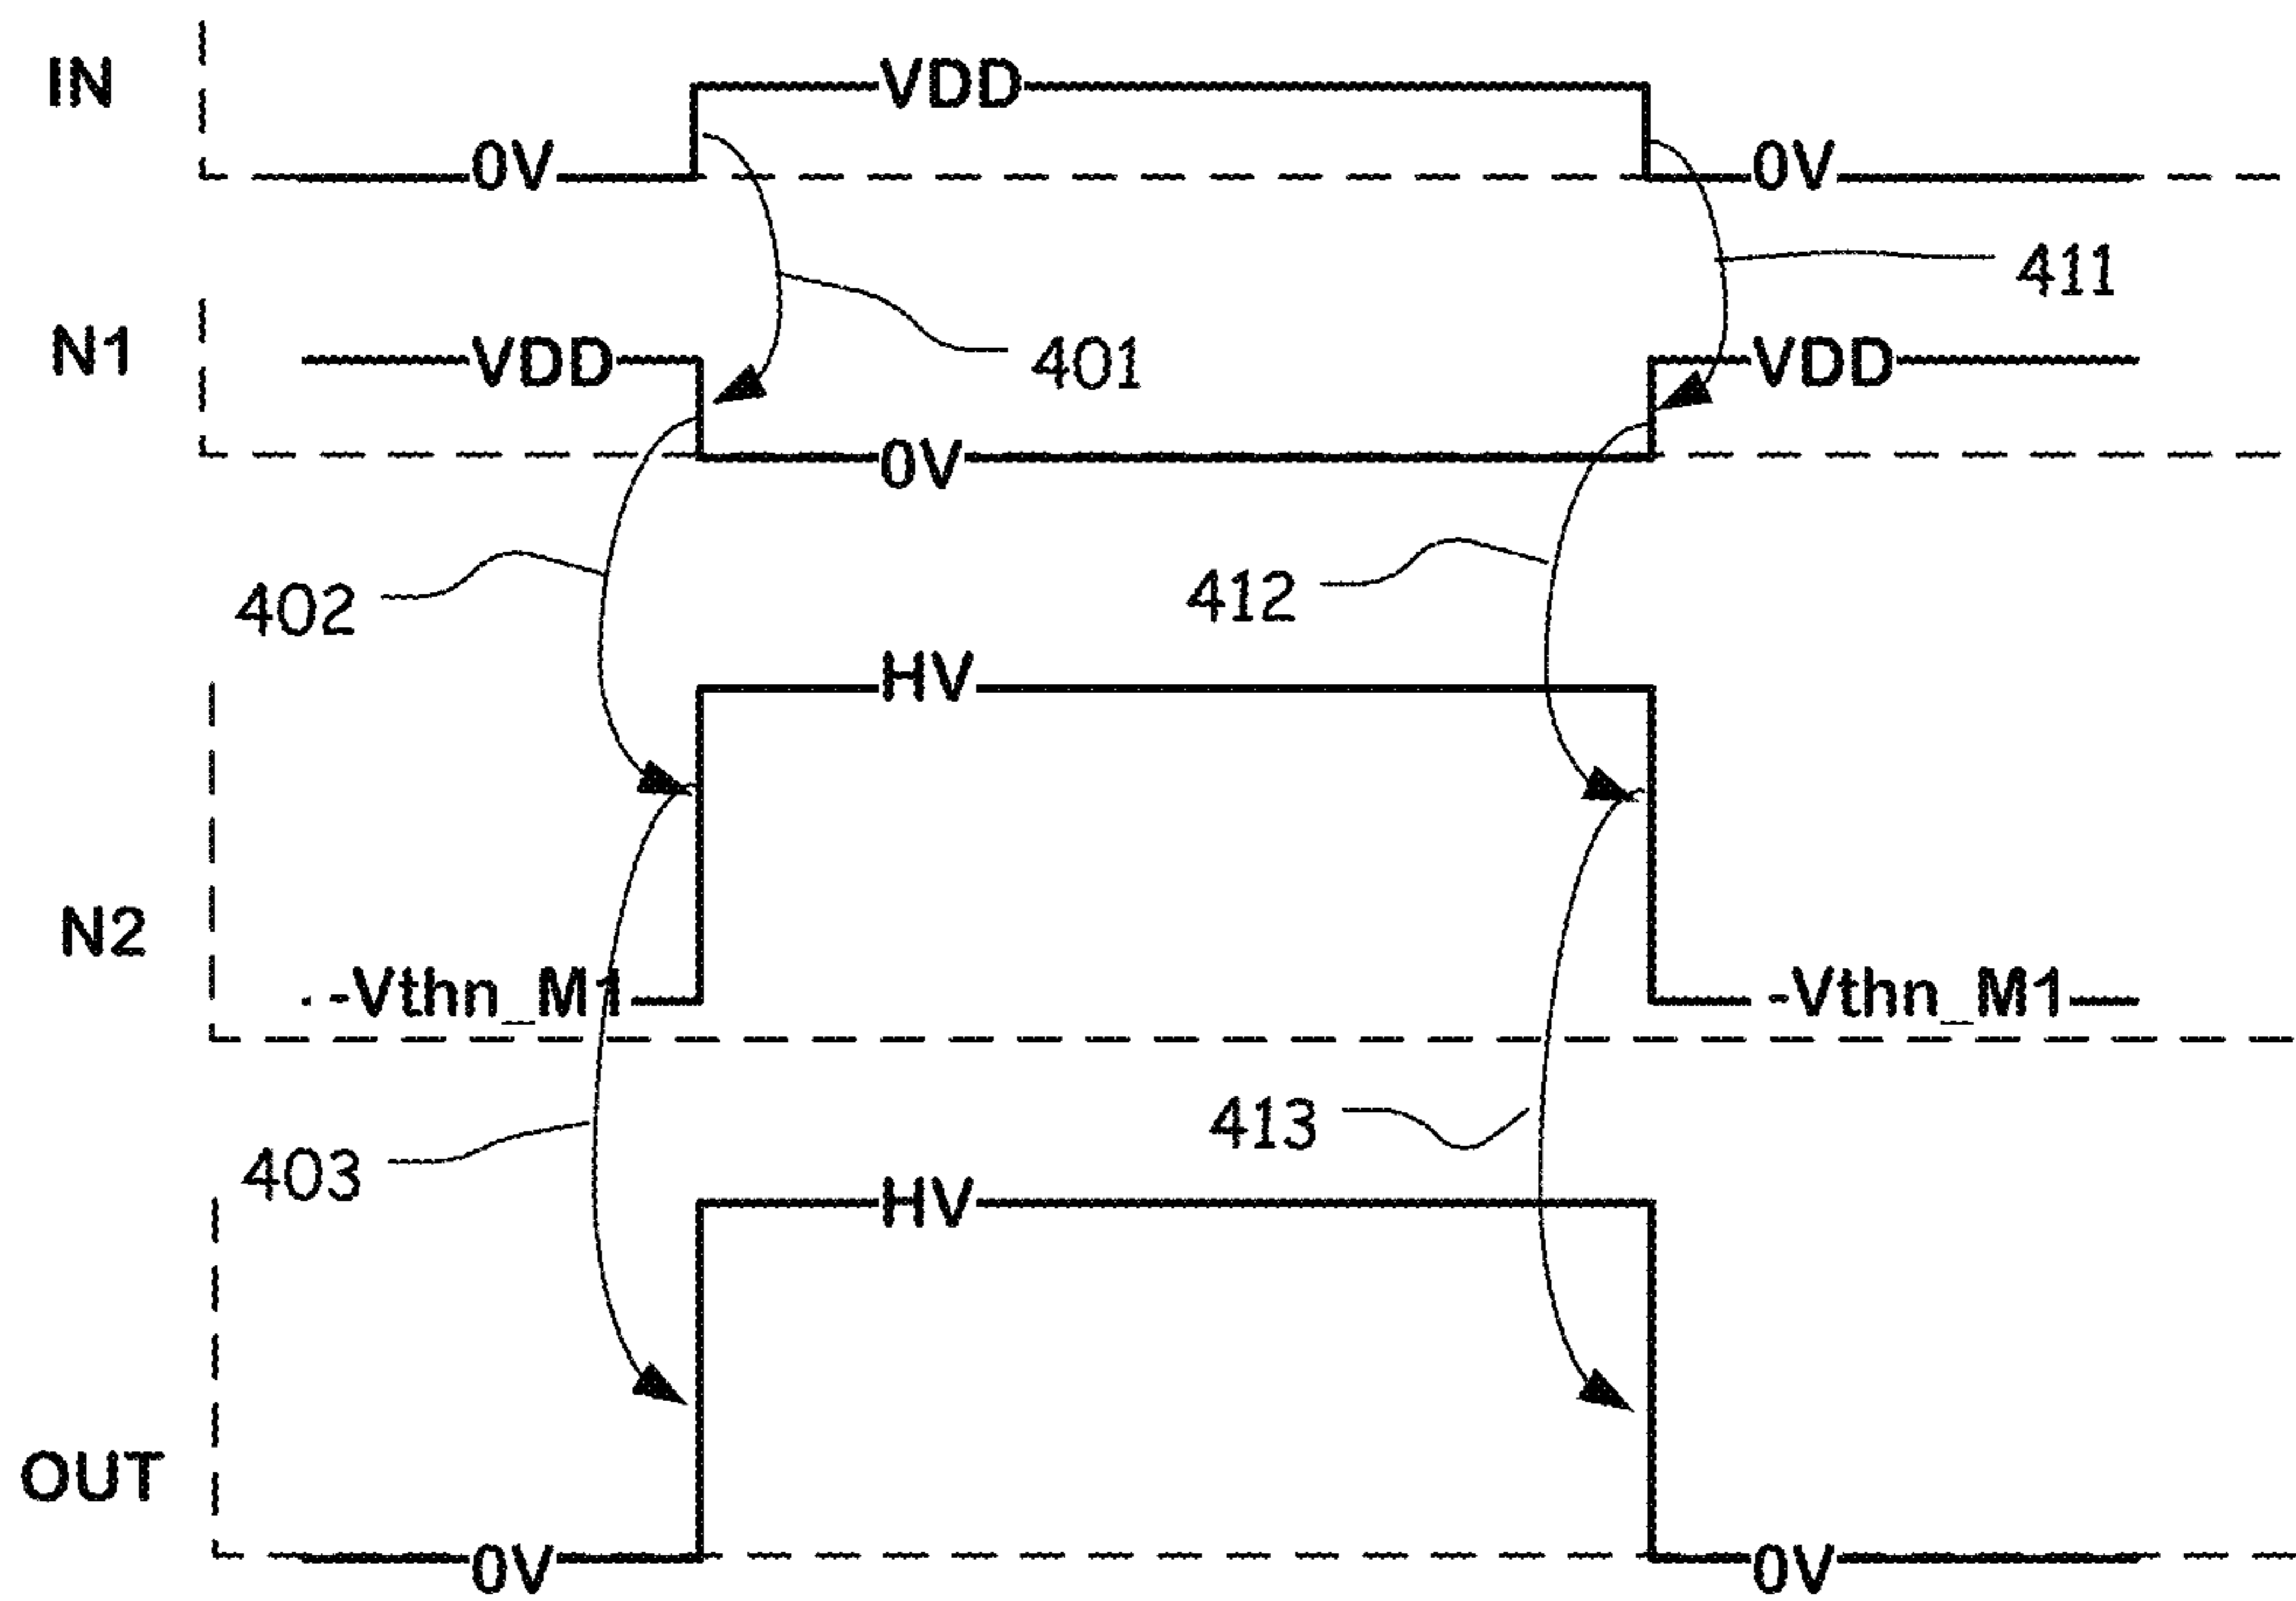 IN
VDD
0V
0V
411
N1
VDD
401
VDD
0V
402
412
HV
N2
-Vthn_M1
-Vthn_M1
403
413
HV
OUT
0V
0V